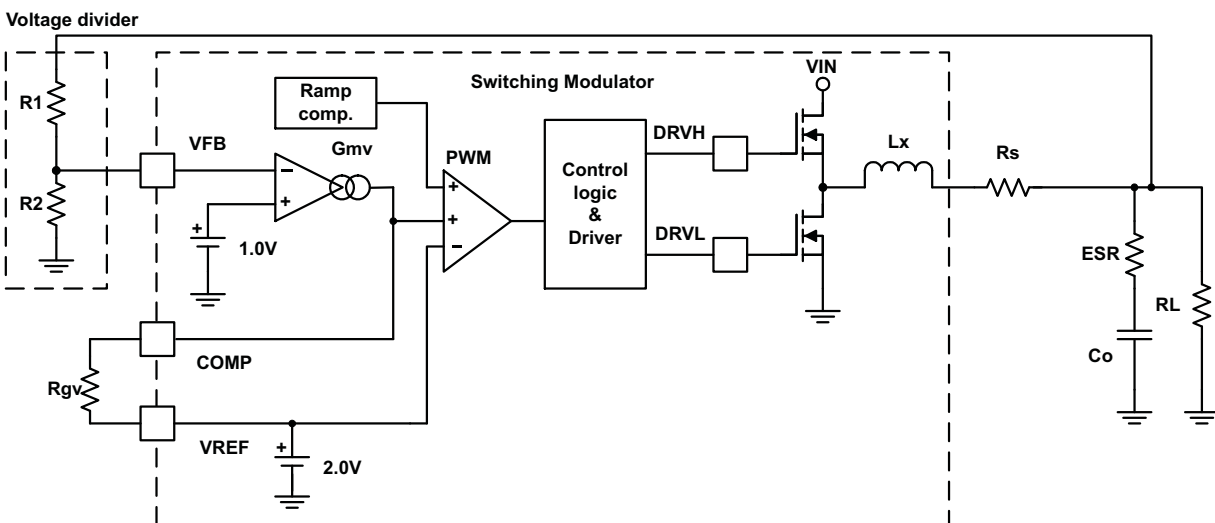 Voltage divider
R1
R2
VFB
Ramp
comp.
Gmv
+
1.0V
−
+
PWM
+
+
−
Switching Modulator
Control
logic
&
Driver
DRVH
DRVL
VIN
Lx
Rs
ESR
Co
RL
COMP
Rgv
VREF
+
2.0V